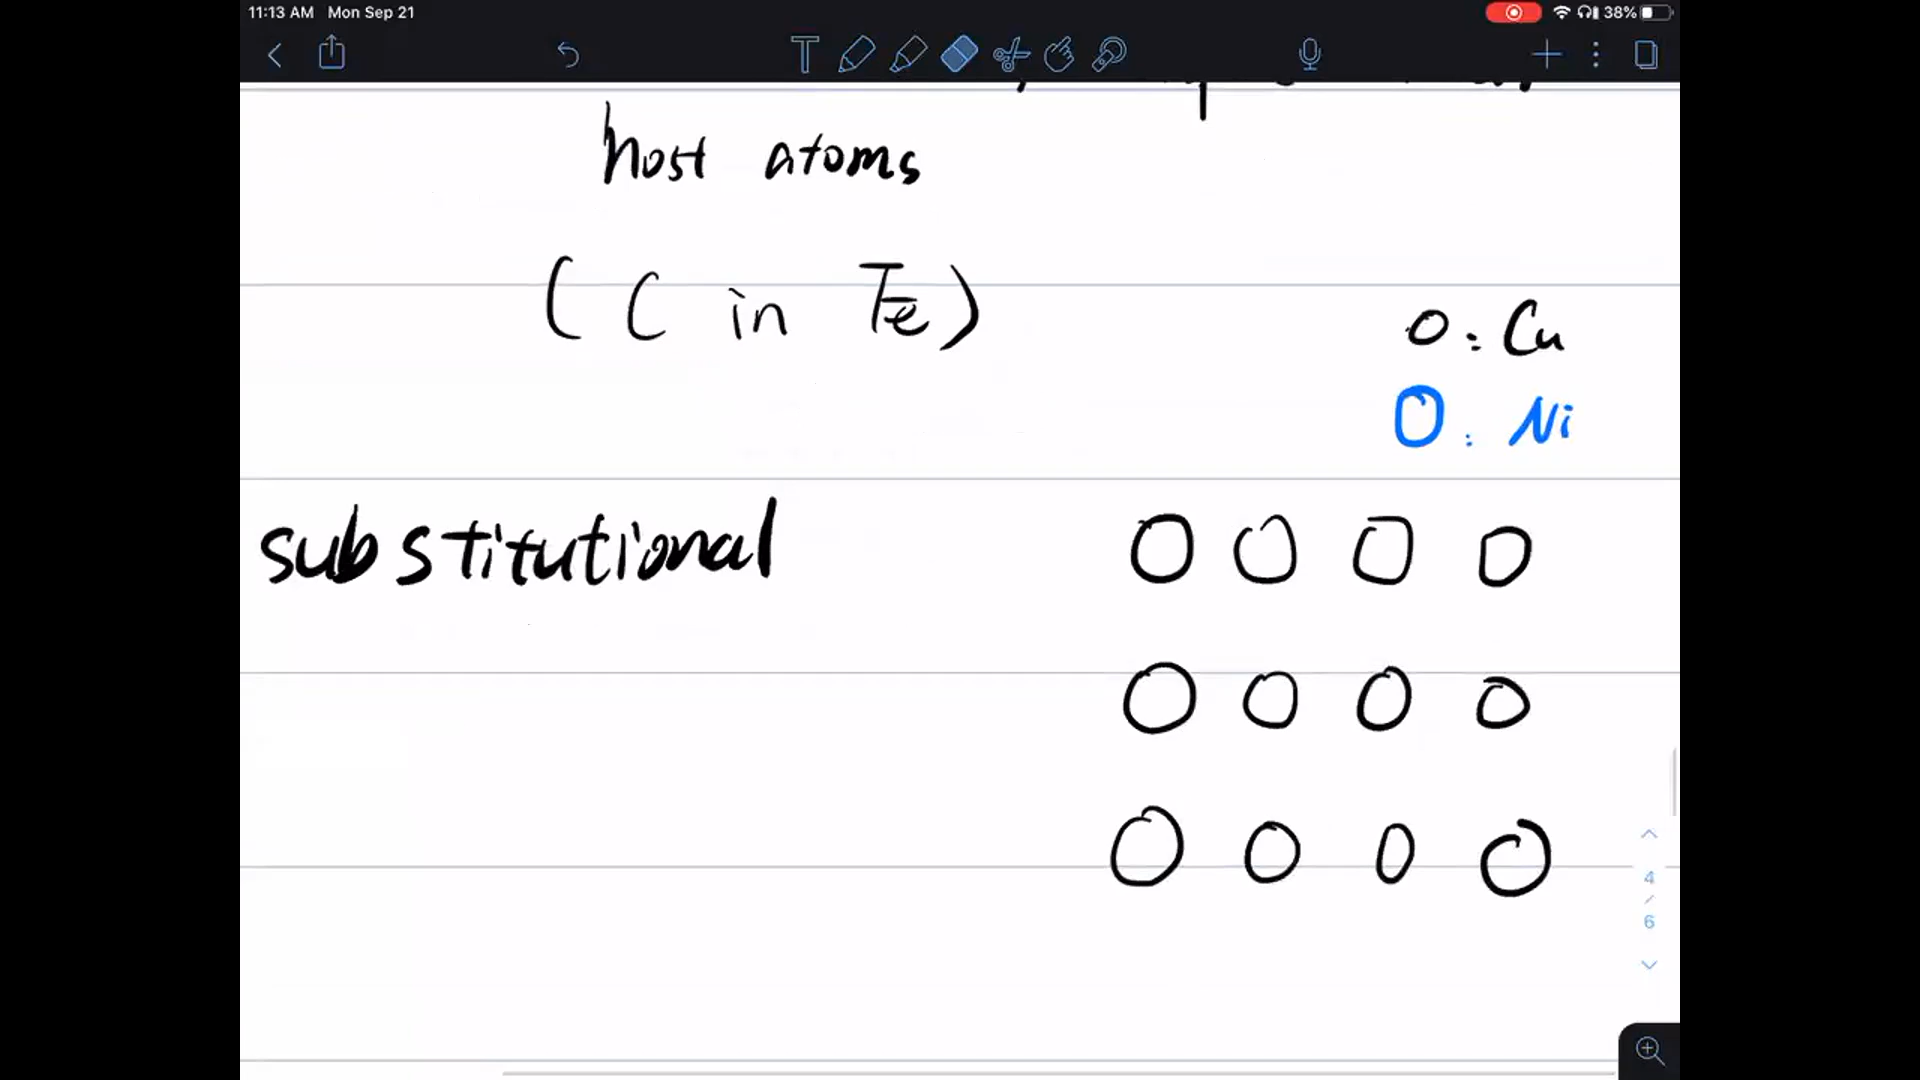 11:13 AM Mon Sep 21
38%
host atoms
(C in Fe)
O: Cu
O: Ni
substitutional
4
/
6